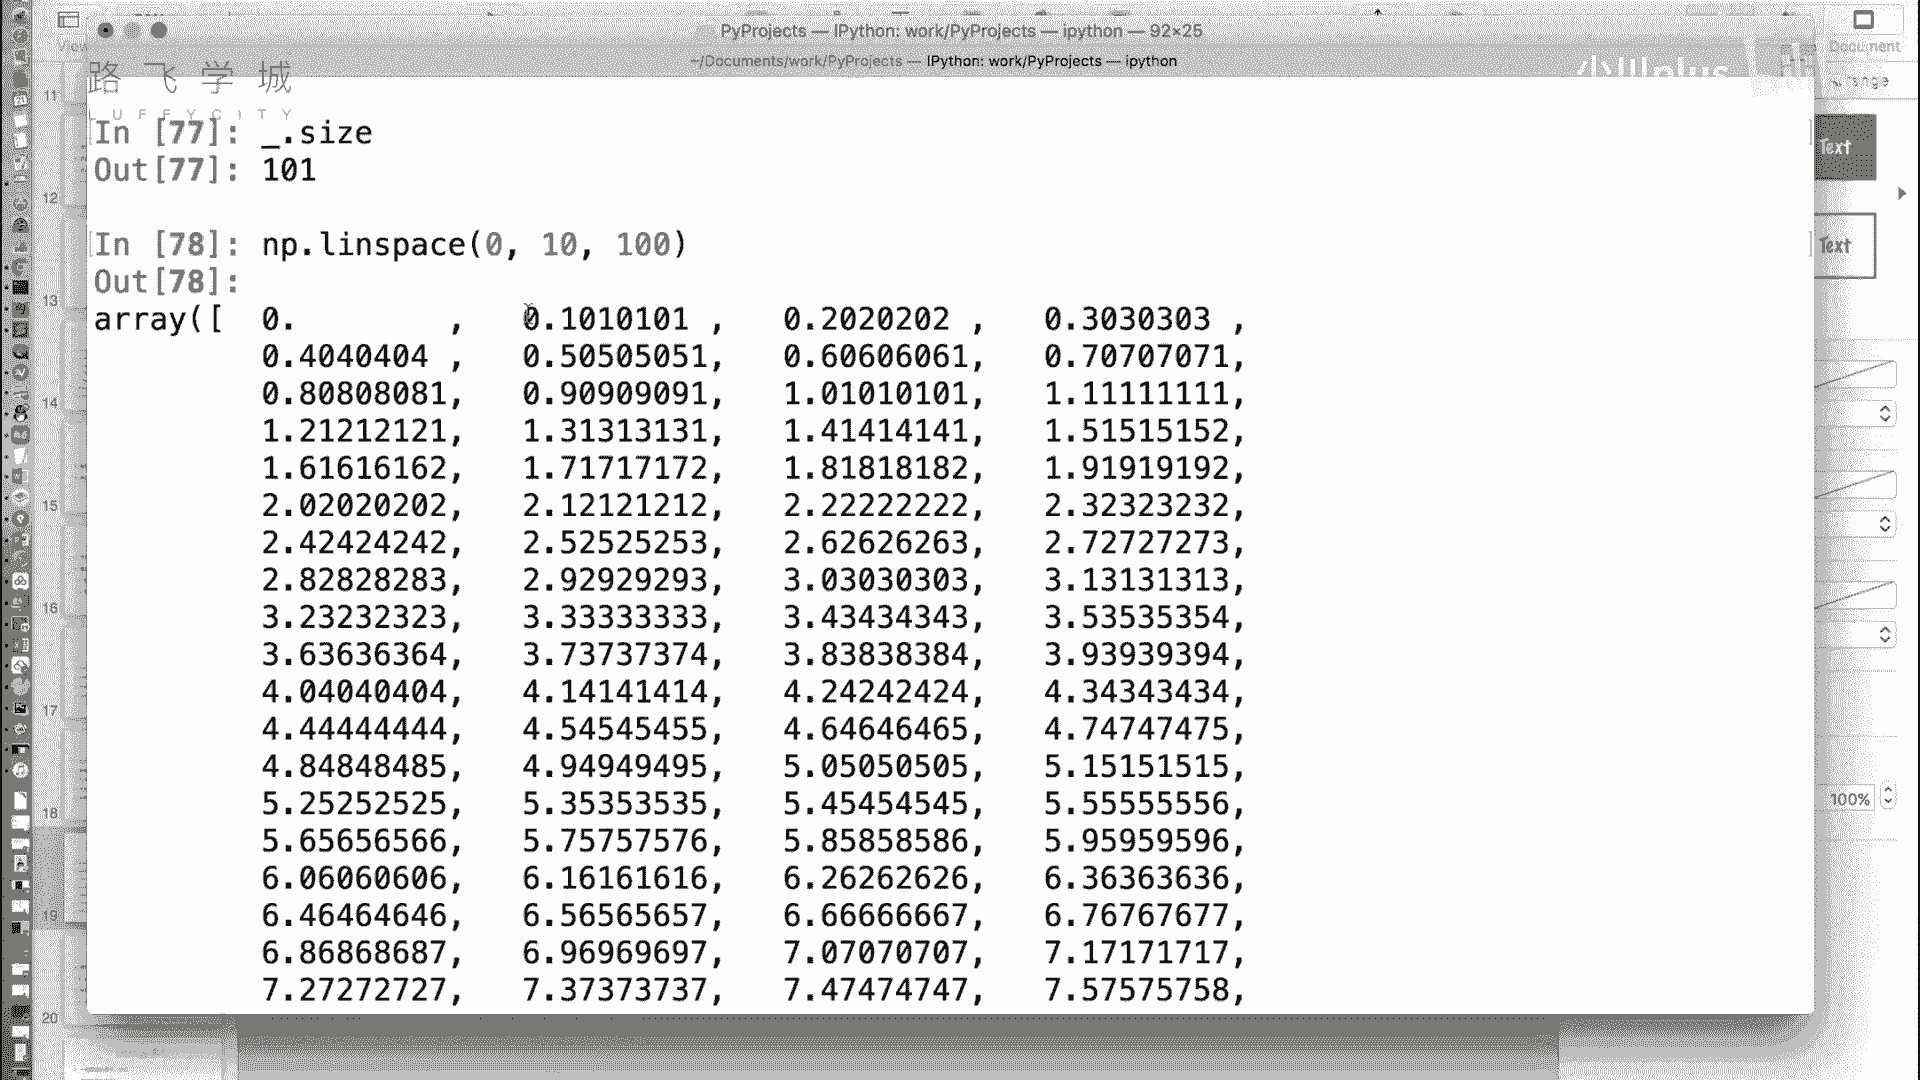 PyProjects — IPython: work/PyProjects — ipython — 92×25
~/Documents/work/PyProjects — IPython: work/PyProjects — ipython
View
Document
路飞学城
LUFFYCITY
plus
In [77]: _.size
Out[77]: 101
In [78]: np.linspace(0, 10, 100)
Out[78]:
array([ 0. , 0.1010101 , 0.2020202 , 0.3030303 ,
0.4040404 , 0.50505051, 0.60606061, 0.70707071,
0.80808081, 0.90909091, 1.01010101, 1.11111111,
1.21212121, 1.31313131, 1.41414141, 1.51515152,
1.61616162, 1.71717172, 1.81818182, 1.91919192,
2.02020202, 2.12121212, 2.22222222, 2.32323232,
2.42424242, 2.52525253, 2.62626263, 2.72727273,
2.82828283, 2.92929293, 3.03030303, 3.13131313,
3.23232323, 3.33333333, 3.43434343, 3.53535354,
3.63636364, 3.73737374, 3.83838384, 3.93939394,
4.04040404, 4.14141414, 4.24242424, 4.34343434,
4.44444444, 4.54545455, 4.64646465, 4.74747475,
4.84848485, 4.94949495, 5.05050505, 5.15151515,
5.25252525, 5.35353535, 5.45454545, 5.55555556,
5.65656566, 5.75757576, 5.85858586, 5.95959596,
6.06060606, 6.16161616, 6.26262626, 6.36363636,
6.46464646, 6.56565657, 6.66666667, 6.76767677,
6.86868687, 6.96969697, 7.07070707, 7.17171717,
7.27272727, 7.37373737, 7.47474747, 7.57575758,
11
12
13
14
15
16
17
18
19
20
Text
Text
100%